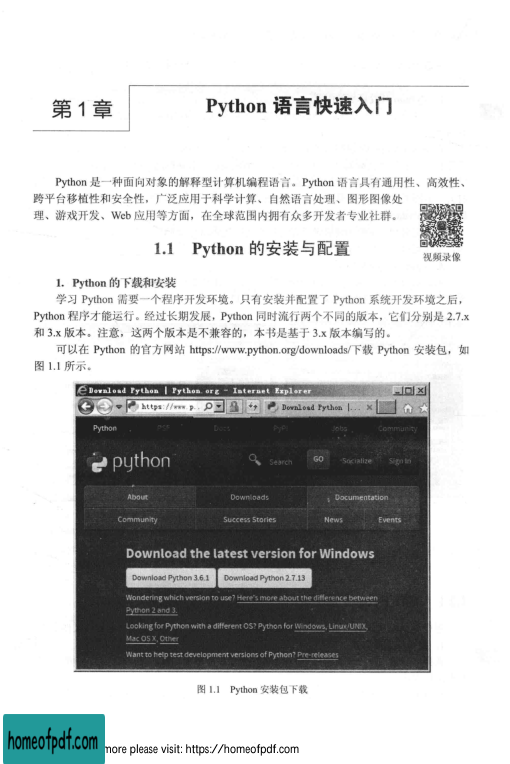 第1章
Python 语言快速入门
Python 是一种面向对象的解释型计算机编程语言。Python 语言具有通用性、高效性、
跨平台移植性和安全性，广泛应用于科学计算、自然语言处理、图形图像处
理、游戏开发、Web 应用等方面，在全球范围内拥有众多开发者专业社群。
视频录像
1.1 Python 的安装与配置
1. Python 的下载和安装
学习 Python 需要一个程序开发环境。只有安装并配置了 Python 系统开发环境之后，
Python 程序才能运行。经过长期发展，Python 同时流行两个不同的版本，它们分别是 2.7.x
和 3.x 版本。注意，这两个版本是不兼容的，本书是基于 3.x 版本编写的。
可以在 Python 的官方网站 https://www.python.org/downloads/下载 Python 安装包，如
图 1.1 所示。
Download Python | Python.org - Internet Explorer
https://www.p..
Download Python |...
Python PSF Docs PyPI Jobs Community
python
Search GO Socialize Sign In
About Downloads Documentation
Community Success Stories News Events
Download the latest version for Windows
Download Python 3.6.1 Download Python 2.7.13
Wondering which version to use? Here's more about the difference between
Python 2 and 3.
Looking for Python with a different OS? Python for Windows, Linux/UNIX,
Mac OS X, Other
Want to help test development versions of Python? Pre-releases
图 1.1 Python 安装包下载
homeofpdf.com
more please visit: https://homeofpdf.com